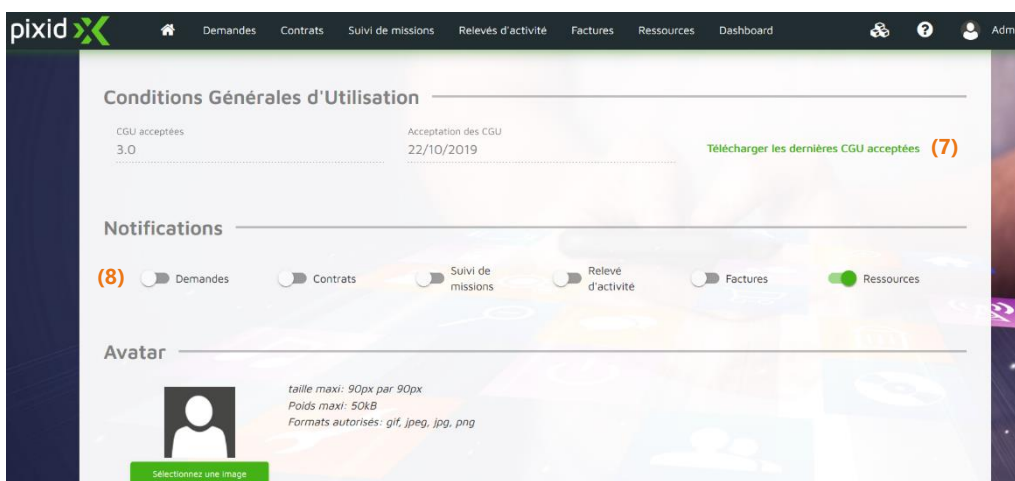 pixid Demandes Contrats Suivi de missions Relevés d'activité Factures Ressources Dashboard Adm
Conditions Générales d'Utilisation
CGU acceptées Acceptation des CGU
3.0 22/10/2019 Télécharger les dernières CGU acceptées (7)
Notifications
(8) Demandes Contrats Suivi de missions Relevé d'activité Factures Ressources
Avatar
taille maxi: 90px par 90px
Poids maxi: 50kB
Formats autorisés: gif, jpeg, jpg, png
Sélectionnez une image